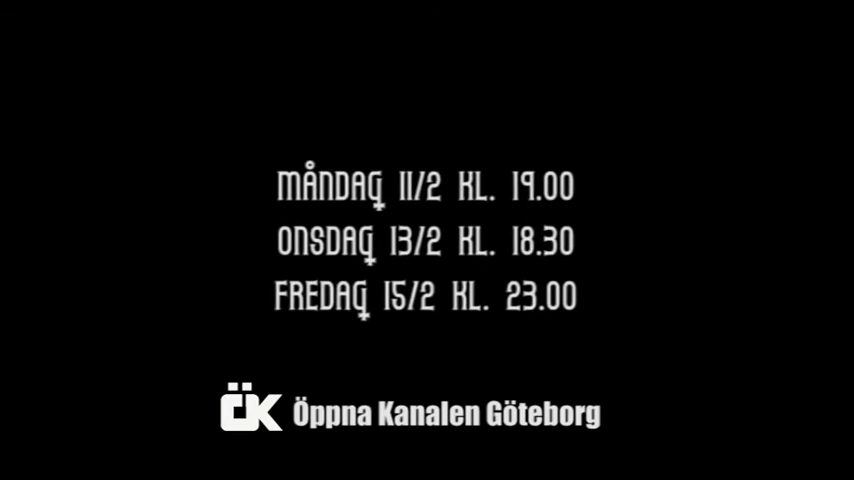 MÅNDAG 11/2 KL. 19.00
ONSDAG 13/2 KL. 18.30
FREDAG 15/2 KL. 23.00
ÖK Öppna Kanalen Göteborg